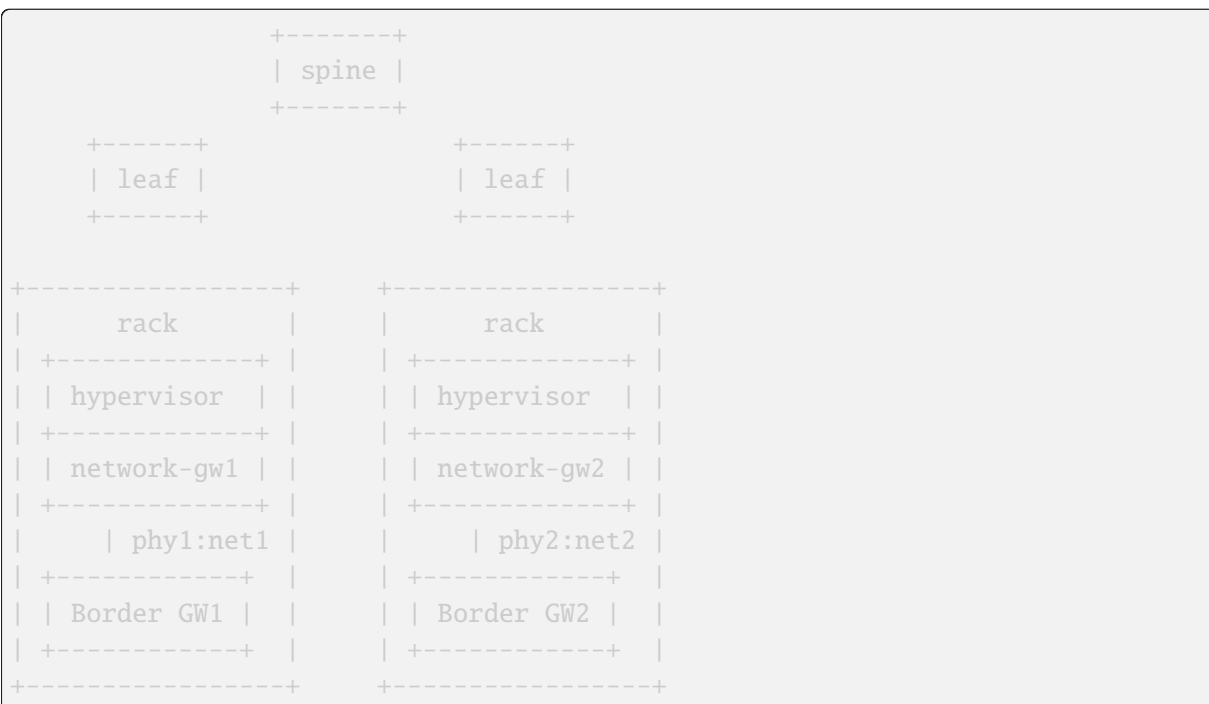 +-------+
                 | spine |
                 +-------+
     +------+                +------+
     | leaf |                | leaf |
     +------+                +------+

+-----------------+     +-----------------+
|      rack       |     |      rack       |
| +-------------+ |     | +-------------+ |
| | hypervisor  | |     | | hypervisor  | |
| +-------------+ |     | +-------------+ |
| | network-gw1 | |     | | network-gw2 | |
| +-------------+ |     | +-------------+ |
|     | phy1:net1 |     |     | phy2:net2 |
| +------------+  |     | +------------+  |
| | Border GW1 |  |     | | Border GW2 |  |
| +------------+  |     | +------------+  |
+-----------------+     +-----------------+